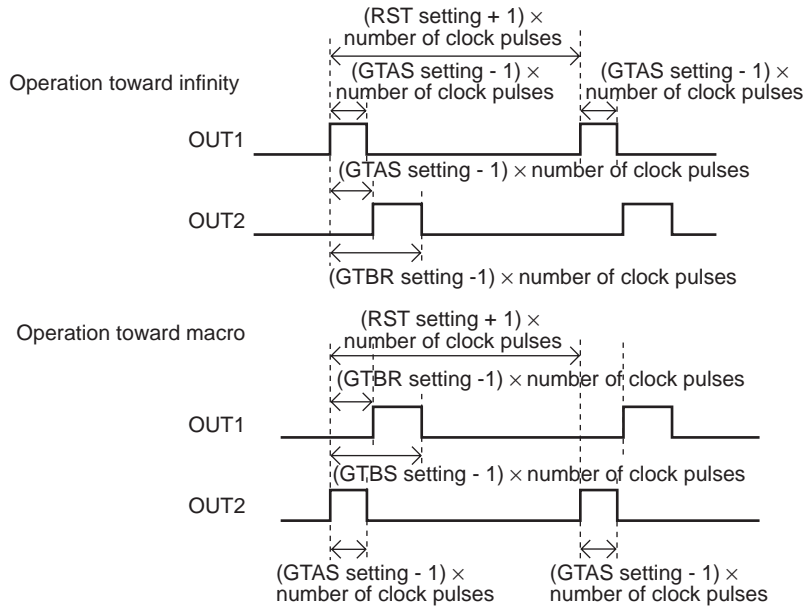 (RST setting + 1) ×
number of clock pulses
Operation toward infinity
(GTAS setting - 1) ×
number of clock pulses
(GTAS setting - 1) ×
number of clock pulses
OUT1
(GTAS setting - 1) × number of clock pulses
OUT2
(GTBR setting -1) × number of clock pulses
Operation toward macro
(RST setting + 1) ×
number of clock pulses
(GTBR setting -1) × number of clock pulses
OUT1
(GTBS setting - 1) × number of clock pulses
OUT2
(GTAS setting - 1) ×
number of clock pulses
(GTAS setting - 1) ×
number of clock pulses